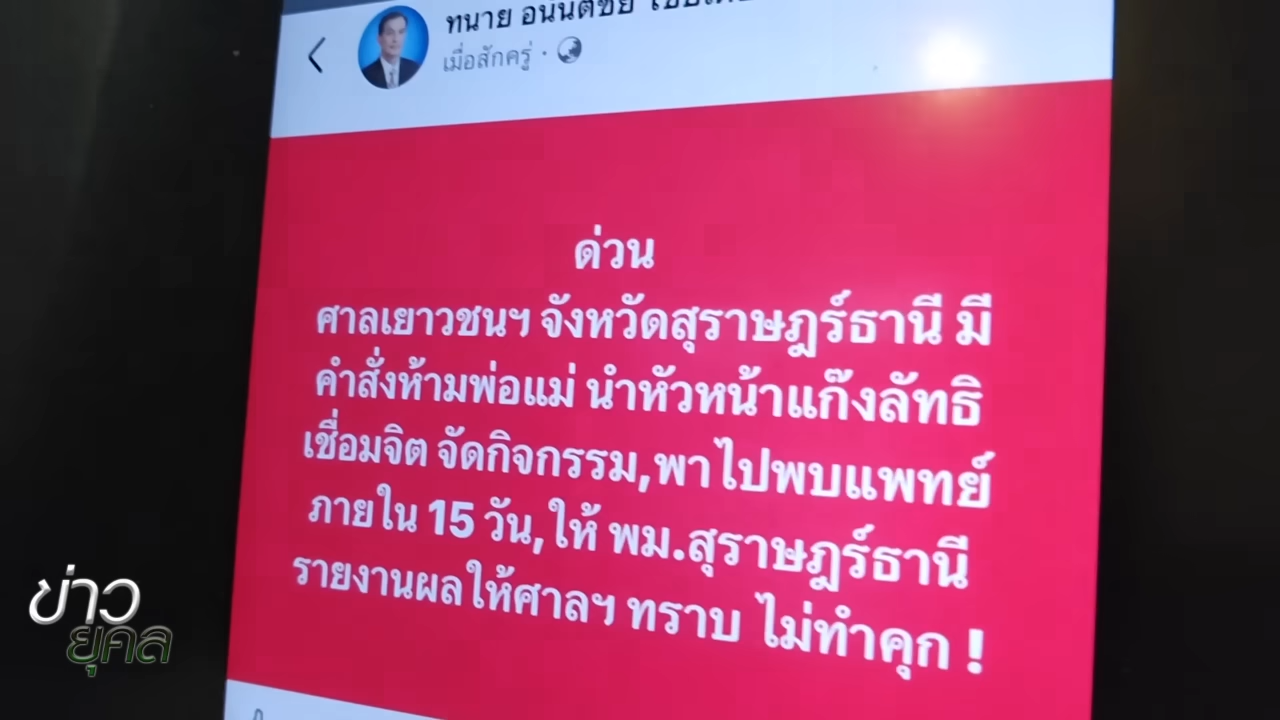 ทนาย อนันต์ชัย
เมื่อสักครู่ ·
ด่วน
ศาลเยาวชนฯ จังหวัดสุราษฎร์ธานี มี
คำสั่งห้ามพ่อแม่ นำหัวหน้าแก๊งลัทธิ
เชื่อมจิต จัดกิจกรรม,พาไปพบแพทย์
ภายใน 15 วัน,ให้ พม.สุราษฎร์ธานี
รายงานผลให้ศาลฯ ทราบ ไม่ทำคุก !
ข่าว
ยุคล